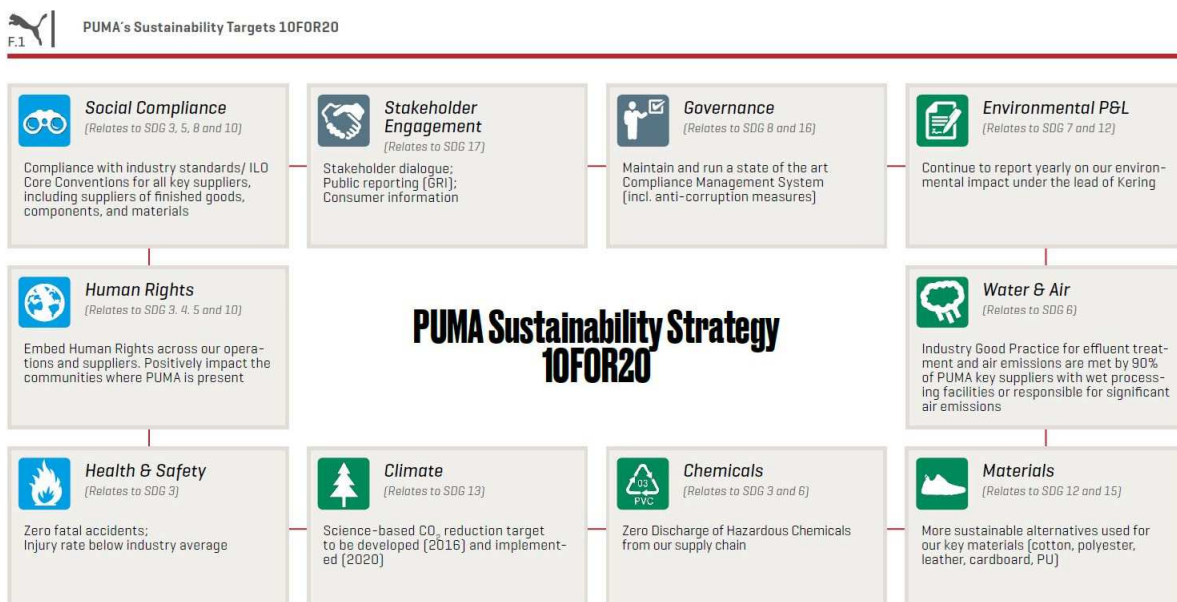 F.1
PUMA´s Sustainability Targets 10FOR20
Social Compliance
(Relates to SDG 3, 5, 8 and 10)
Compliance with industry standards/ ILO
Core Conventions for all key suppliers,
including suppliers of finished goods,
components, and materials
Stakeholder
Engagement
(Relates to SDG 17)
Stakeholder dialogue;
Public reporting (GRI);
Consumer information
Governance
(Relates to SDG 8 and 16)
Maintain and run a state of the art
Compliance Management System
(incl. anti-corruption measures)
Environmental P&L
(Relates to SDG 7 and 12)
Continue to report yearly on our environ-
mental impact under the lead of Kering
Human Rights
(Relates to SDG 3. 4. 5 and 10)
Embed Human Rights across our opera-
tions and suppliers. Positively impact the
communities where PUMA is present
PUMA Sustainability Strategy
10FOR20
Water & Air
(Relates to SDG 6)
Industry Good Practice for effluent treat-
ment and air emissions are met by 90%
of PUMA key suppliers with wet process-
ing facilities or responsible for significant
air emissions
Health & Safety
(Relates to SDG 3)
Zero fatal accidents;
Injury rate below industry average
Climate
(Relates to SDG 13)
Science-based CO₂ reduction target
to be developed (2016) and implement-
ed (2020)
03
PVC
Chemicals
(Relates to SDG 3 and 6)
Zero Discharge of Hazardous Chemicals
from our supply chain
Materials
(Relates to SDG 12 and 15)
More sustainable alternatives used for
our key materials (cotton, polyester,
leather, cardboard, PU)